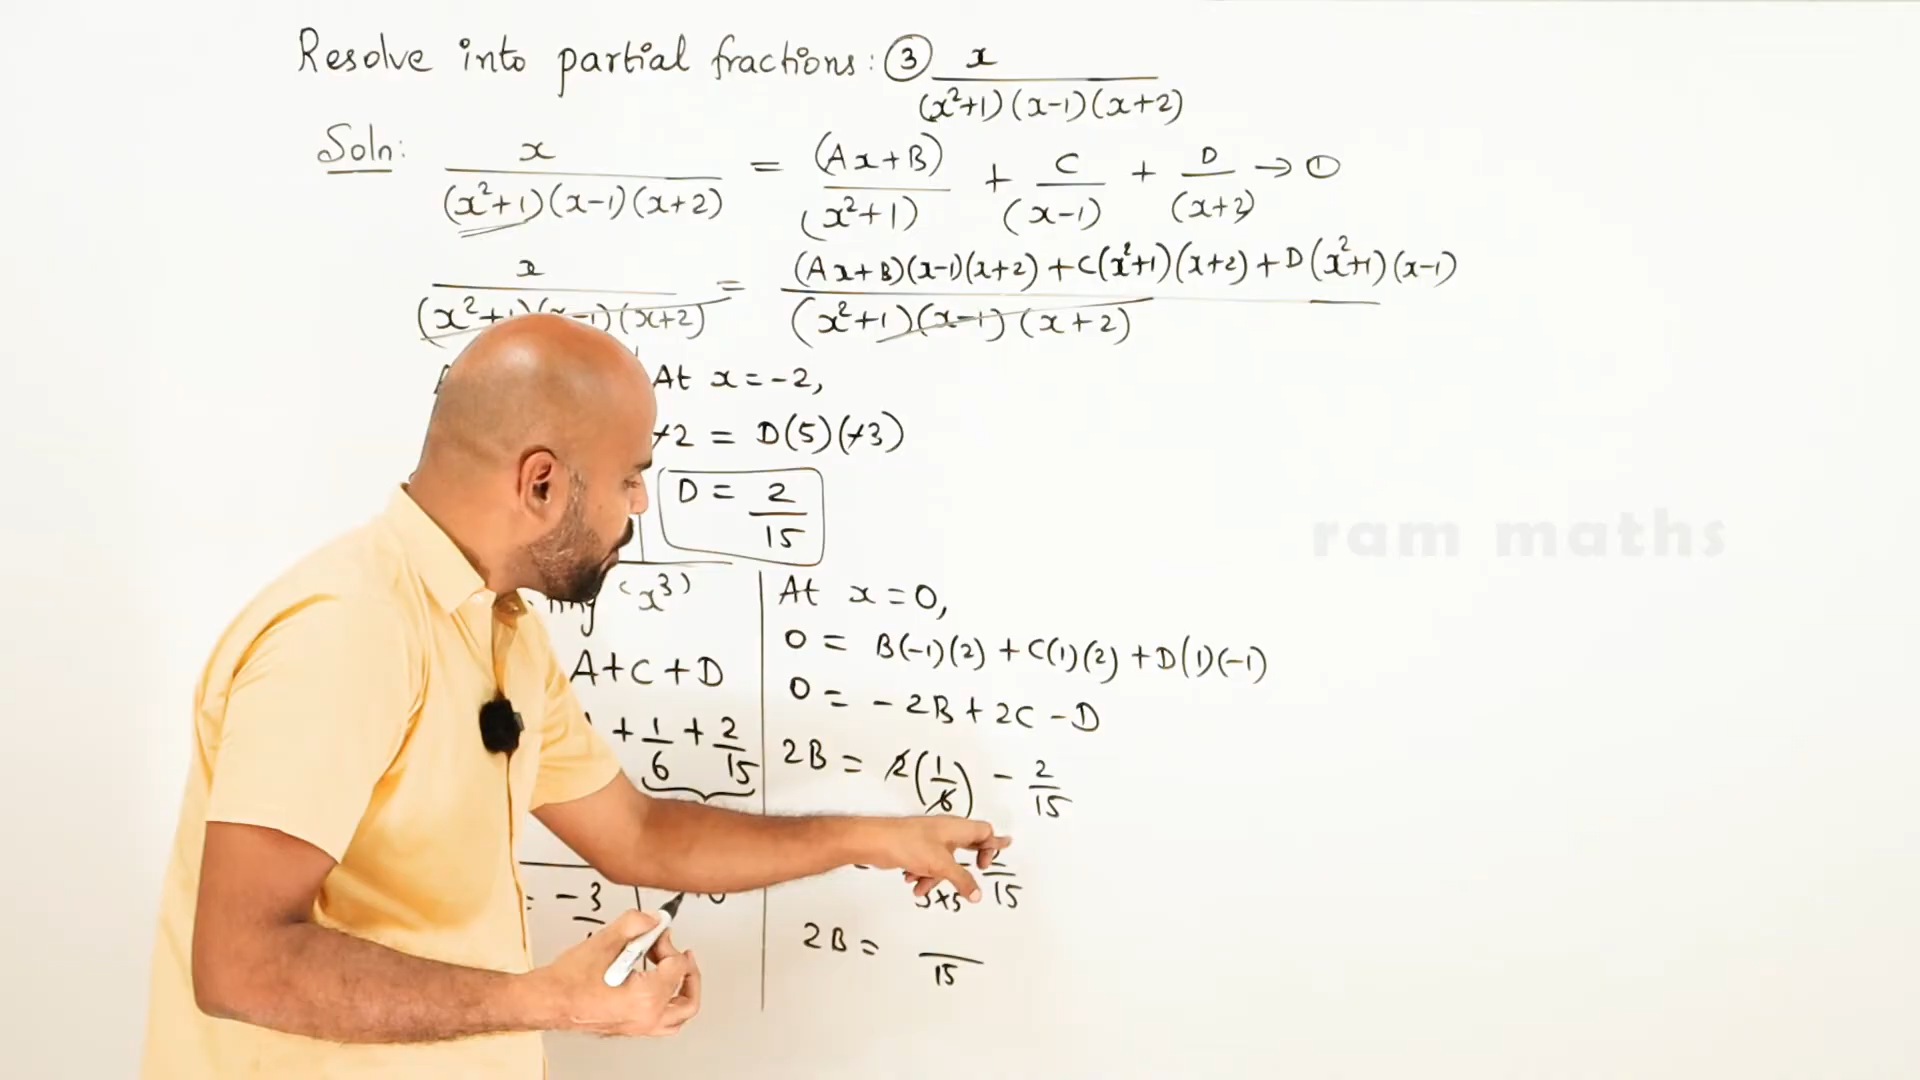 Resolve into partial fractions: ③ x / (x²+1)(x-1)(x+2)
Soln: x / (x²+1)(x-1)(x+2) = (Ax+B) / (x²+1) + C / (x-1) + D / (x+2) → ①
x / (x²+1)(x-1)(x+2) = (Ax+B)(x-1)(x+2) + C(x²+1)(x+2) + D(x²+1)(x-1) / (x²+1)(x-1)(x+2)
At x = -2,
-2 = D(5)(-3)
D = 2/15
(x³)
A+C+D
+ 1/6 + 2/15
= -3
At x = 0,
0 = B(-1)(2) + C(1)(2) + D(1)(-1)
0 = -2B + 2C - D
2B = 2(1/6) - 2/15
3×5 15
2B = /15
ram maths